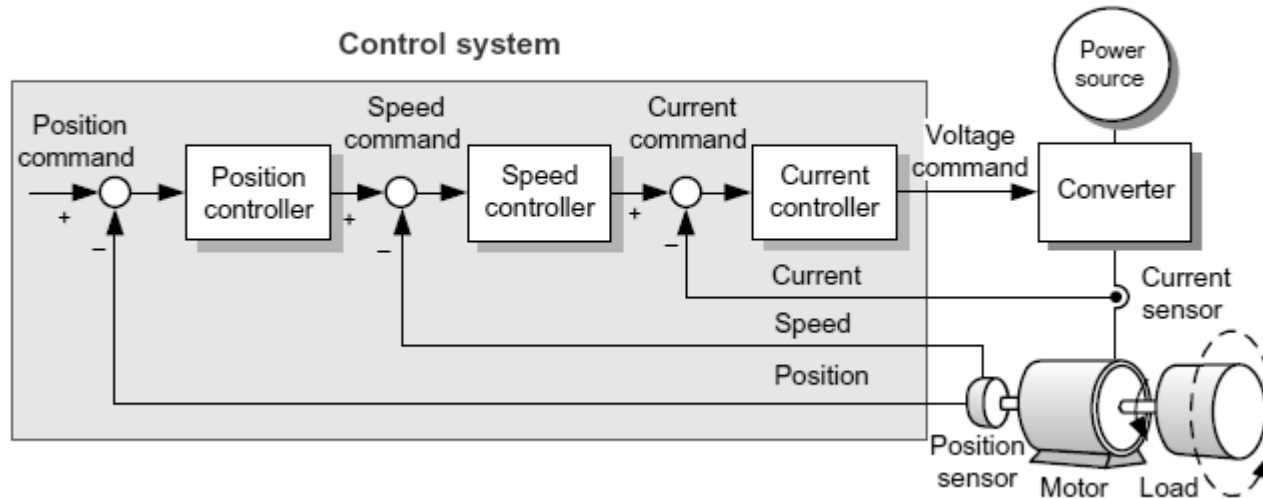 Control system
Power
source
Position
command
Speed
command
Current
command
Voltage
command
Position
controller
Speed
controller
Current
controller
Converter
+
−
+
−
+
−
Current
Current
sensor
Speed
Position
Position
sensor
Motor
Load